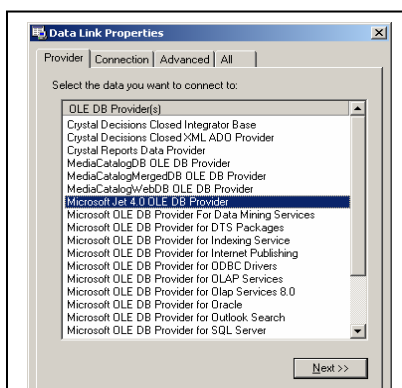 Data Link Properties
Provider Connection Advanced All
Select the data you want to connect to:
OLE DB Provider(s)
Crystal Decisions Closed Integrator Base
Crystal Decisions Closed XML ADO Provider
Crystal Reports Data Provider
MediaCatalogDB OLE DB Provider
MediaCatalogMergedDB OLE DB Provider
MediaCatalogWebDB OLE DB Provider
Microsoft Jet 4.0 OLE DB Provider
Microsoft OLE DB Provider For Data Mining Services
Microsoft OLE DB Provider for DTS Packages
Microsoft OLE DB Provider for Indexing Service
Microsoft OLE DB Provider for Internet Publishing
Microsoft OLE DB Provider for ODBC Drivers
Microsoft OLE DB Provider for OLAP Services
Microsoft OLE DB Provider for Olap Services 8.0
Microsoft OLE DB Provider for Oracle
Microsoft OLE DB Provider for Outlook Search
Microsoft OLE DB Provider for SQL Server
Next >>